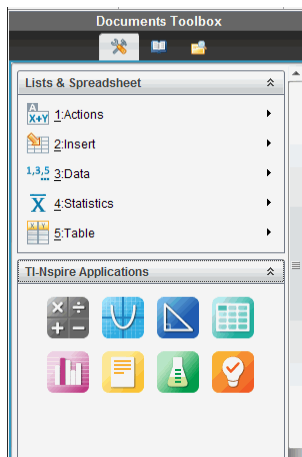 Documents Toolbox
Lists & Spreadsheet
A
X+Y 1:Actions
2:Insert
1,3,5 3:Data
X̅ 4:Statistics
X Y 5:Table
TI-Nspire Applications
× ÷
+ −